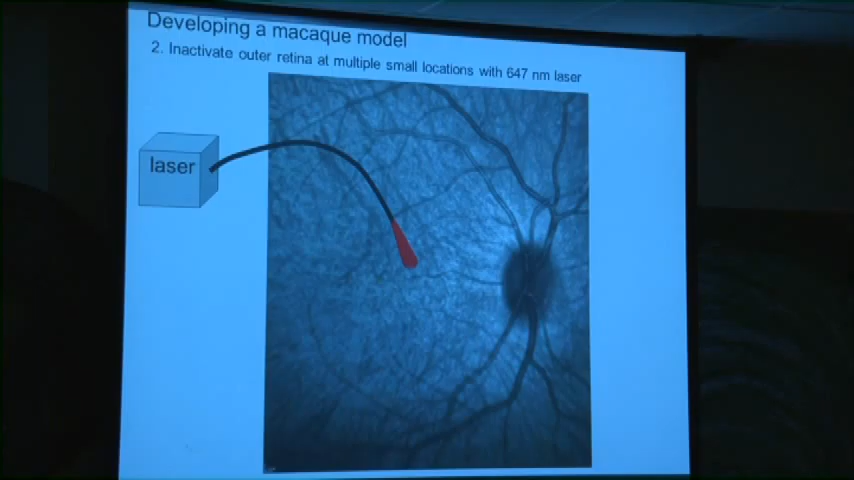 Developing a macaque model
2. Inactivate outer retina at multiple small locations with 647 nm laser
laser